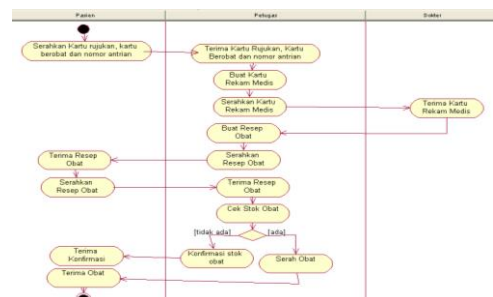 Pasien
Petugas
Dokter
Serahkan Kartu rujukan, kartu
berobat dan nomor antrian
Terima Kartu Rujukan, Kartu
Berobat dan nomor antrian
Buat Kartu
Rekam Medis
Serahkan Kartu
Rekam Medis
Terima Kartu
Rekam Medis
Buat Resep
Obat
Serahkan
Resep Obat
Terima Resep
Obat
Serahkan
Resep Obat
Terima Resep
Obat
Cek Stok Obat
[tidak ada]
[ada]
Konfirmasi stok
obat
Terima
Konfirmasi
Serah Obat
Terima Obat